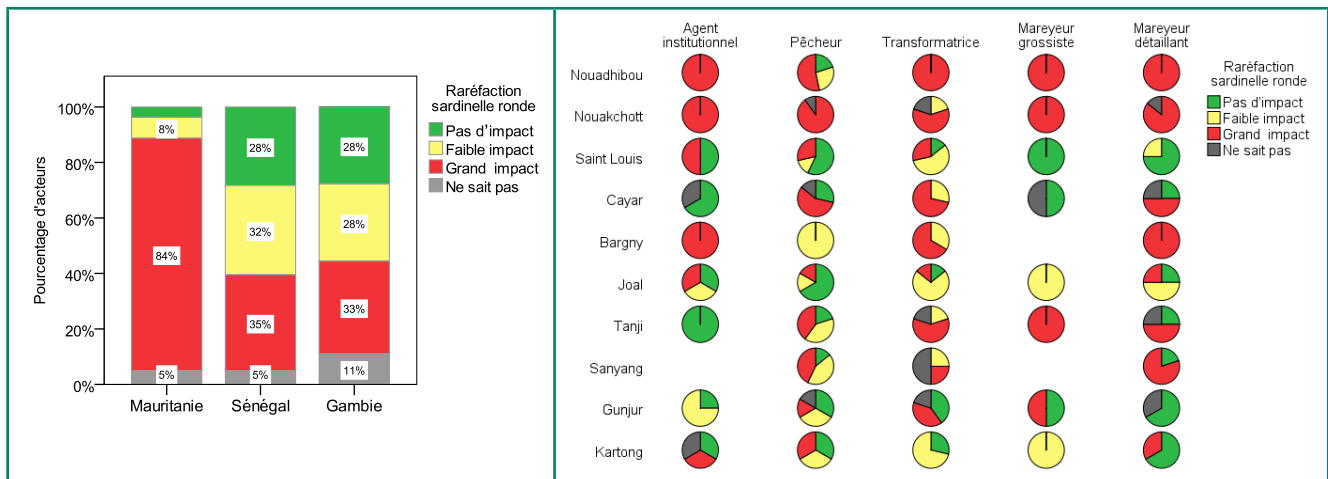 Pourcentage d'acteurs
100%
80%
60%
40%
20%
0%
8%
84%
5%
28%
32%
35%
5%
28%
28%
33%
11%
Mauritanie Sénégal Gambie
Raréfaction
sardinelle ronde
Pas d'impact
Faible impact
Grand impact
Ne sait pas
Agent
institutionnel
Pêcheur
Transformatrice
Mareyeur
grossiste
Mareyeur
détaillant
Nouadhibou
Nouakchott
Saint Louis
Cayar
Bargny
Joal
Tanji
Sanyang
Gunjur
Kartong
Raréfaction
sardinelle ronde
Pas d'impact
Faible impact
Grand impact
Ne sait pas